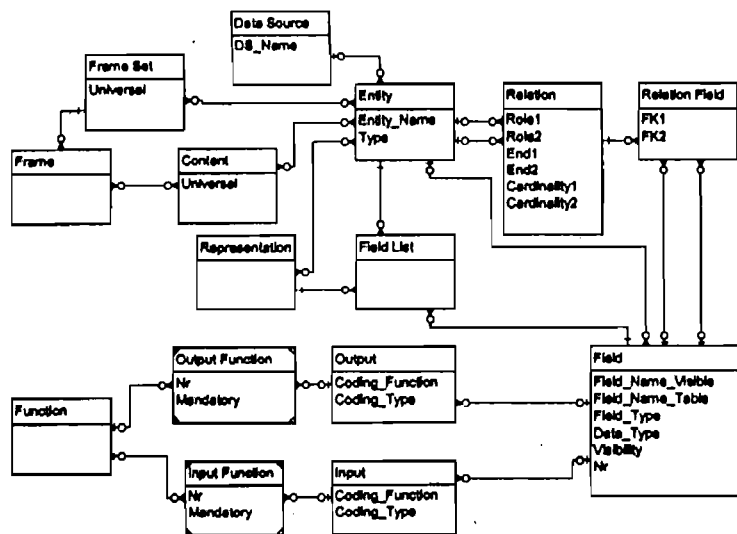 Data Source
DS_Name
Frame Set
Universal
Entity
Entity_Name
Type
Relation
Role1
Role2
End1
End2
Cardinality1
Cardinality2
Relation Field
FK1
FK2
Frame
Content
Universal
Representation
Field List
Output Function
Nr
Mandatory
Output
Coding_Function
Coding_Type
Field
Field_Name_Visible
Field_Name_Table
Field_Type
Data_Type
Visibility
Nr
Function
Input Function
Nr
Mandatory
Input
Coding_Function
Coding_Type